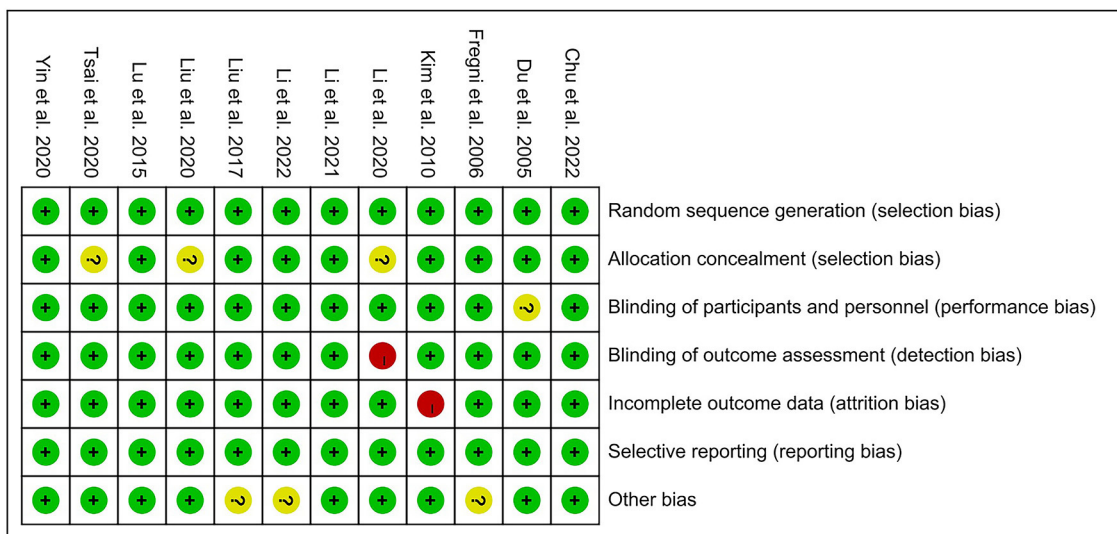 Yin et al. 2020
Tsai et al. 2020
Lu et al. 2015
Liu et al. 2020
Liu et al. 2017
Li et al. 2022
Li et al. 2021
Li et al. 2020
Kim et al. 2010
Fregni et al. 2006
Du et al. 2005
Chu et al. 2022
+ + + + + + + + + + + + Random sequence generation (selection bias)
+ ? + ? + + + ? + + + + Allocation concealment (selection bias)
+ + + + + + + + + + ? + Blinding of participants and personnel (performance bias)
+ + + + + + + – + + + + Blinding of outcome assessment (detection bias)
+ + + + + + + + – + + + Incomplete outcome data (attrition bias)
+ + + + + + + + + + + + Selective reporting (reporting bias)
+ + + + ? ? + + + ? + + Other bias